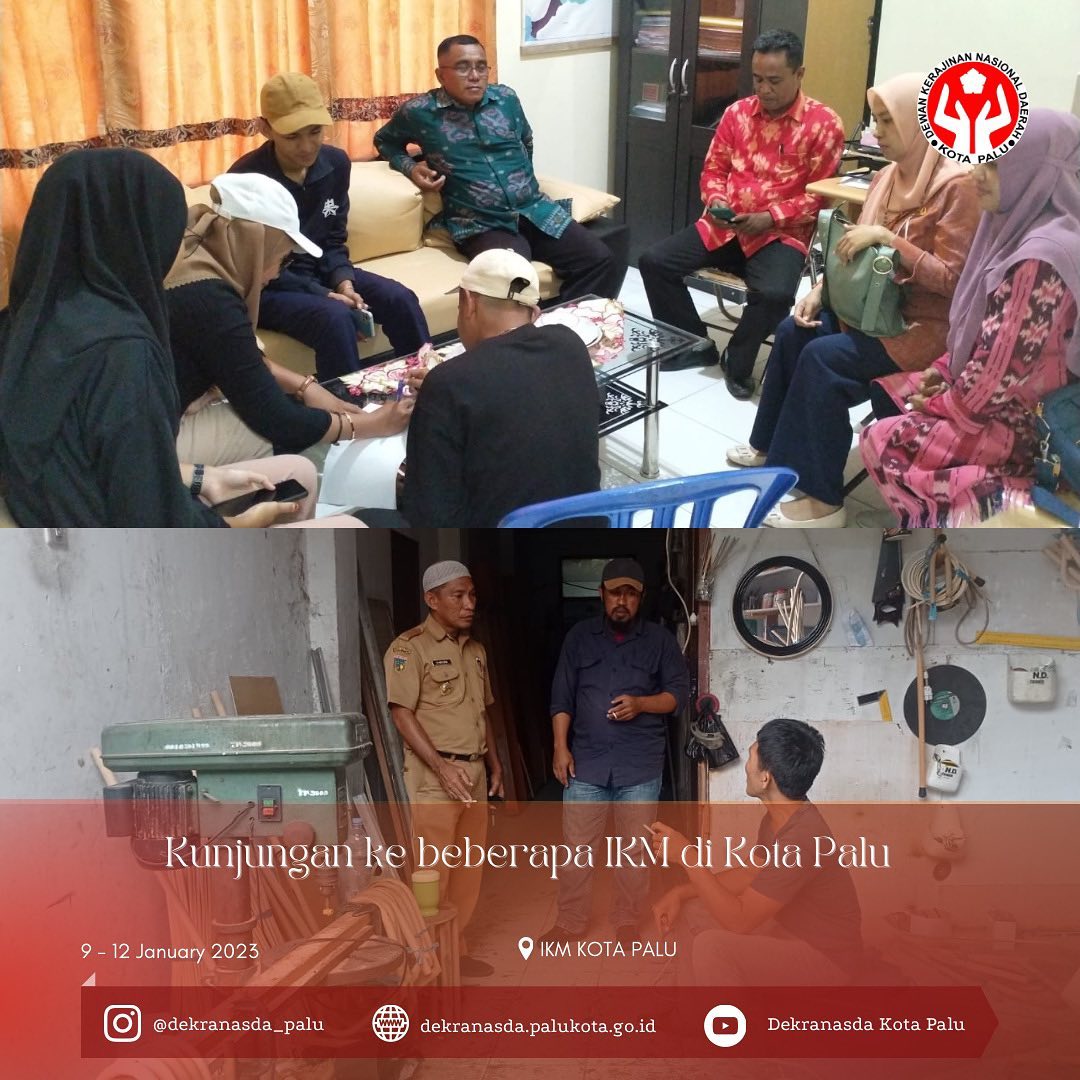 DEWAN KERAJINAN NASIONAL DAERAH
• KOTA PALU •
N.D.
N.D.
Kunjungan ke beberapa IKM di Kota Palu
9 - 12 January 2023
IKM KOTA PALU
@dekranasda_palu
www
dekranasda.palukota.go.id
Dekranasda Kota Palu